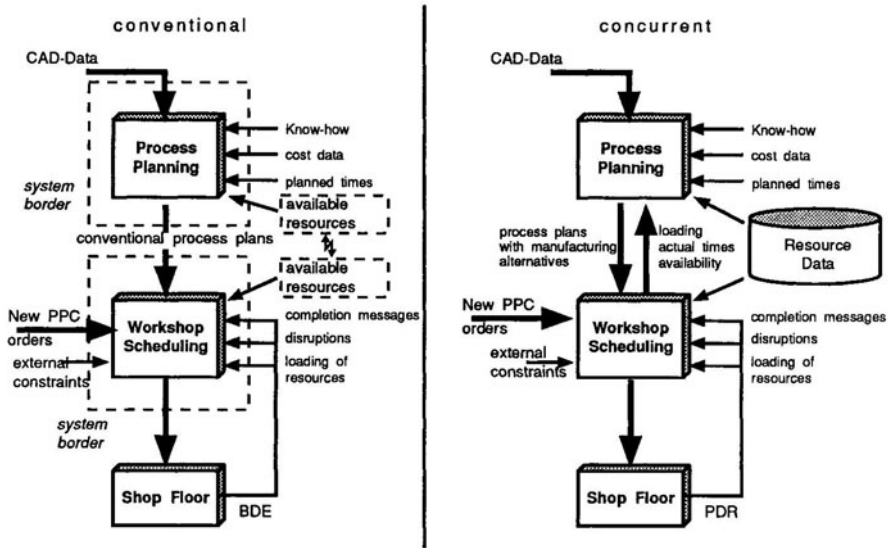 conventional
CAD-Data
Process
Planning
Know-how
cost data
planned times
available
resources
system
border
conventional process plans
available
resources
New PPC
orders
Workshop
Scheduling
completion messages
disruptions
loading of
resources
external
constraints
system
border
Shop Floor
BDE
concurrent
CAD-Data
Process
Planning
Know-how
cost data
planned times
process plans
with manufacturing
alternatives
loading
actual times
availability
Resource
Data
New PPC
orders
Workshop
Scheduling
completion messages
disruptions
loading of
resources
external
constraints
Shop Floor
PDR